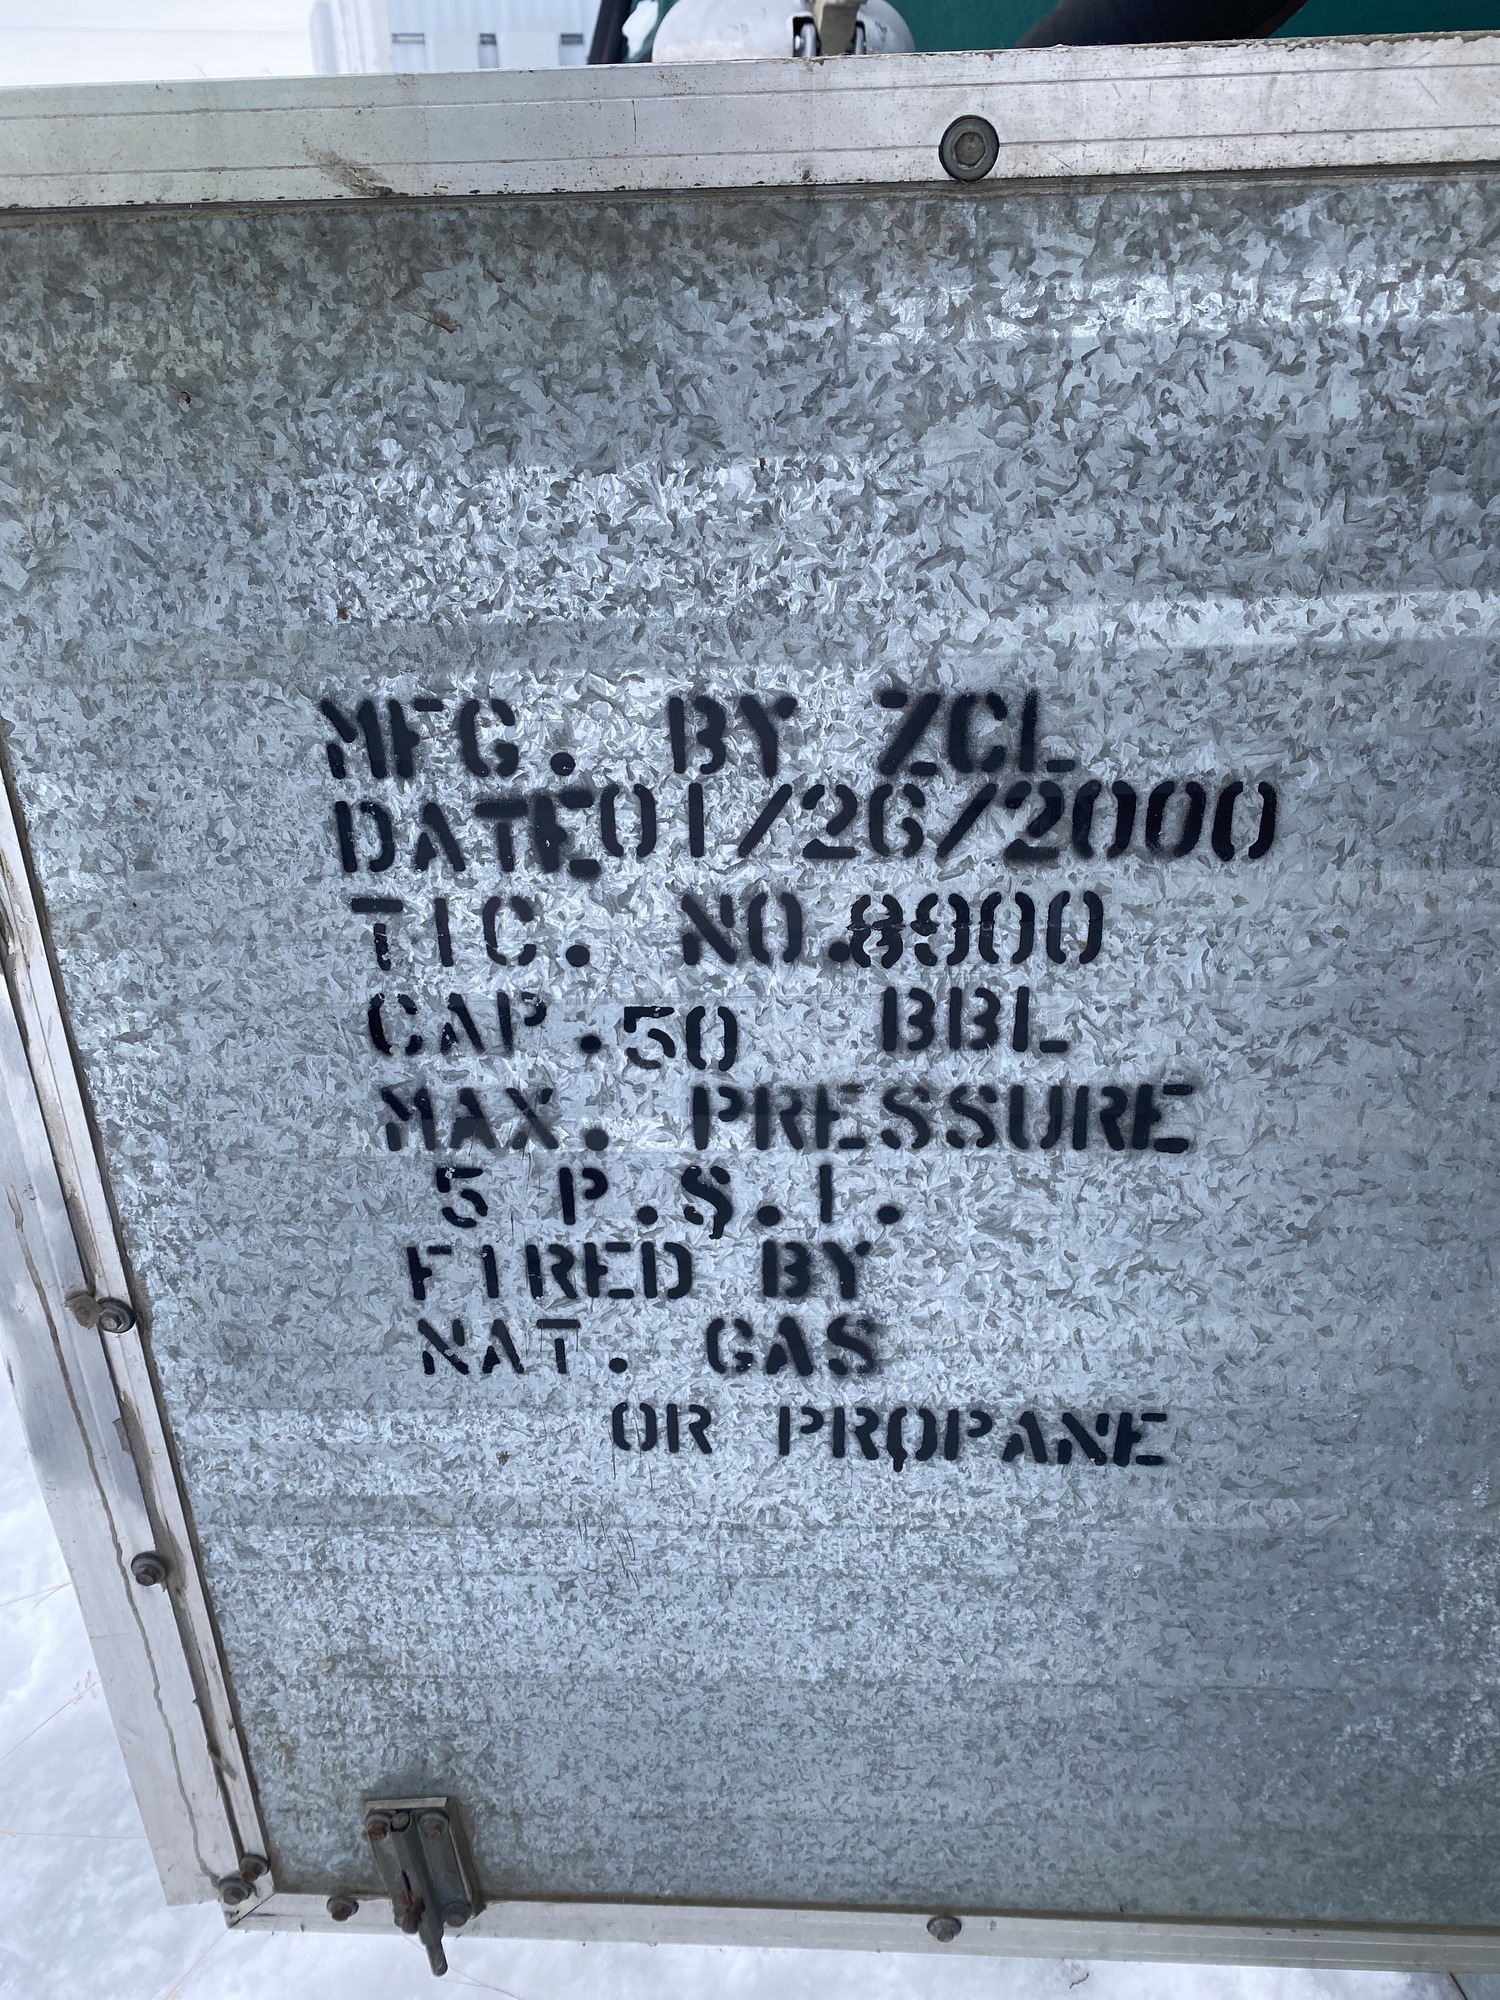 MFG. BY ZCL
DATE01/26/2000
TIC. NO.8900
CAP.50 BBL
MAX. PRESSURE
5 P.S.I.
FIRED BY
NAT. GAS
OR PROPANE